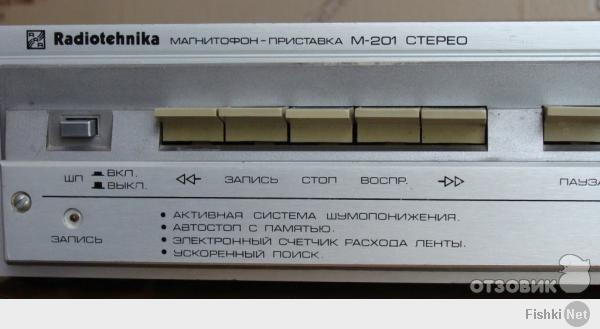 Radiotehnika МАГНИТОФОН-ПРИСТАВКА М-201 СТЕРЕО
ШП ВКЛ.
ВЫКЛ.
ЗАПИСЬ СТОП ВОСПР.
ЗАПИСЬ
• АКТИВНАЯ СИСТЕМА ШУМОПОНИЖЕНИЯ.
• АВТОСТОП С ПАМЯТЬЮ.
• ЭЛЕКТРОННЫЙ СЧЕТЧИК РАСХОДА ЛЕНТЫ.
• УСКОРЕННЫЙ ПОИСК.
ОТЗОВИК
Fishki.Net